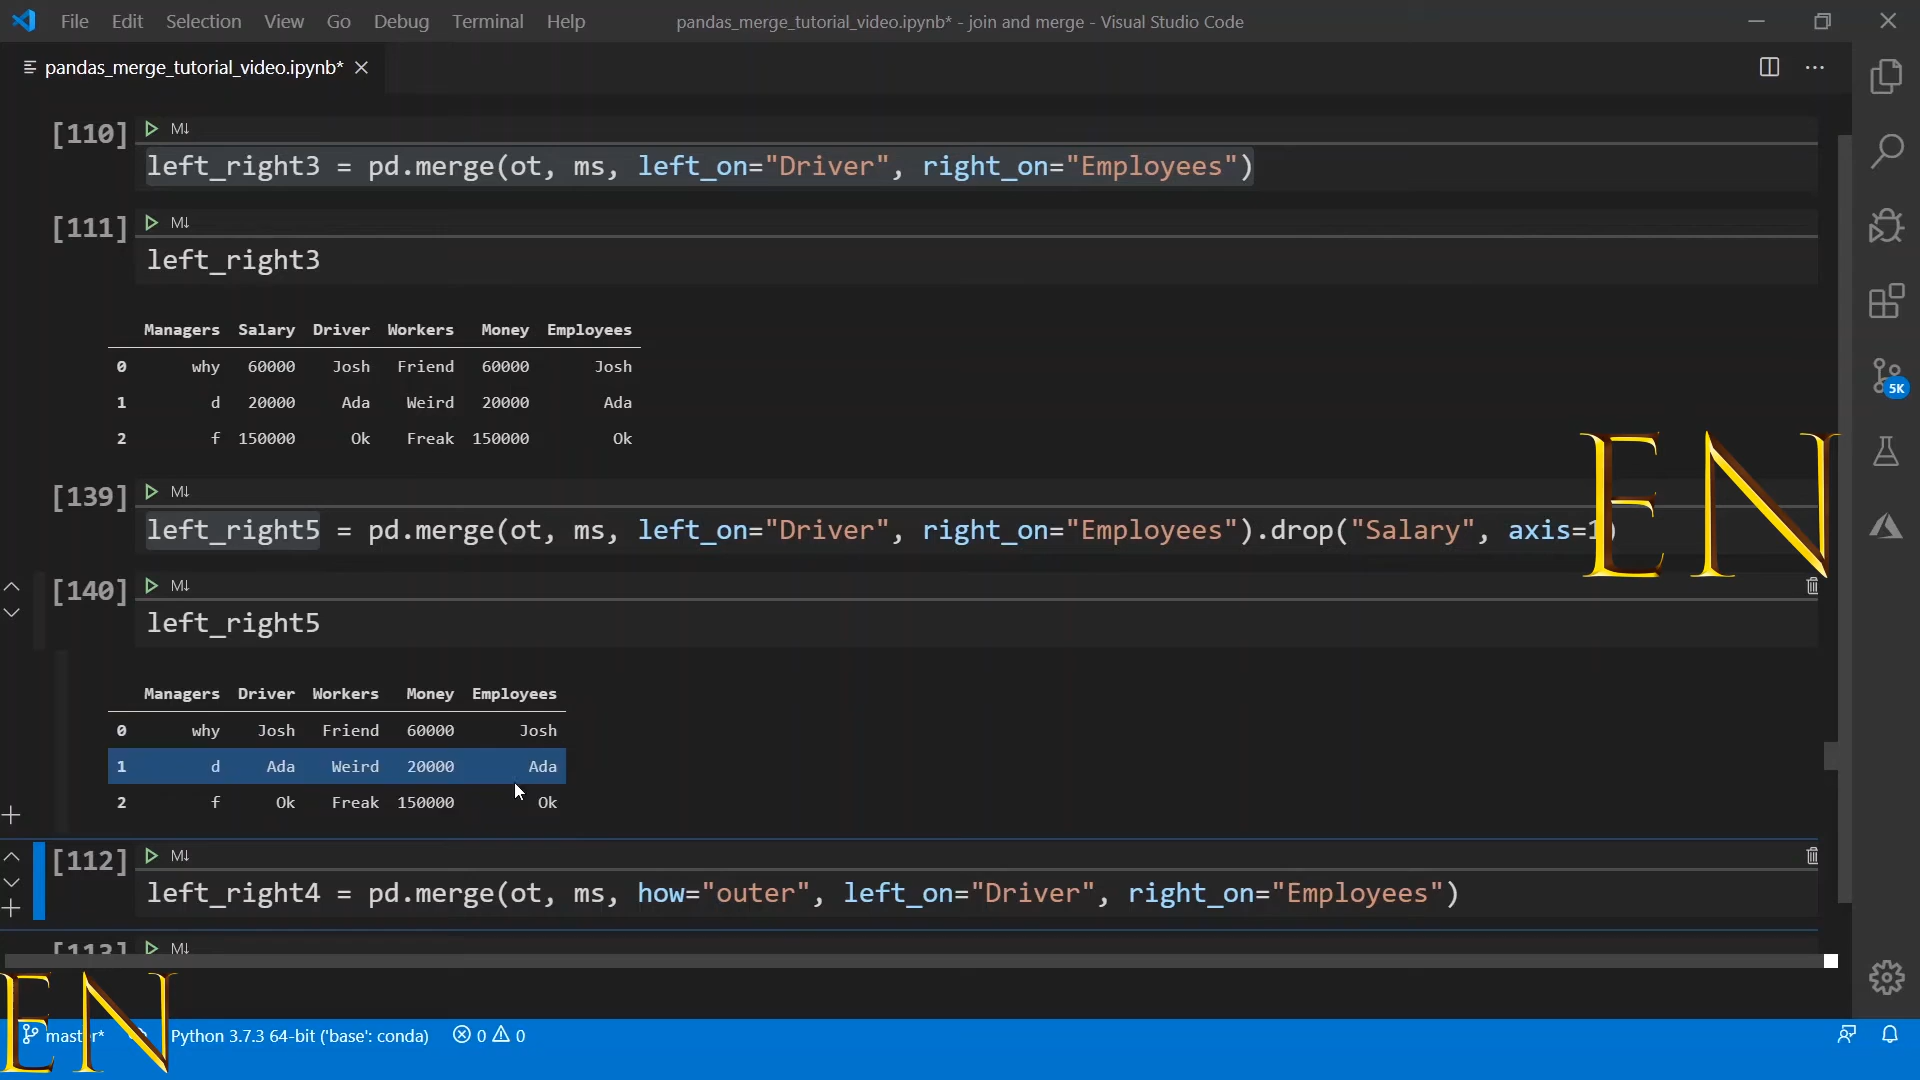 File Edit Selection View Go Debug Terminal Help pandas_merge_tutorial_video.ipynb* - join and merge - Visual Studio Code
pandas_merge_tutorial_video.ipynb*
[110] M↓
left_right3 = pd.merge(ot, ms, left_on="Driver", right_on="Employees")
[111] M↓
left_right3
Managers Salary Driver Workers Money Employees
0 why 60000 Josh Friend 60000 Josh
1 d 20000 Ada Weird 20000 Ada
2 f 150000 Ok Freak 150000 Ok
5K
EN
[139] M↓
left_right5 = pd.merge(ot, ms, left_on="Driver", right_on="Employees").drop("Salary", axis=1)
[140] M↓
left_right5
Managers Driver Workers Money Employees
0 why Josh Friend 60000 Josh
1 d Ada Weird 20000 Ada
2 f Ok Freak 150000 Ok
[112] M↓
left_right4 = pd.merge(ot, ms, how="outer", left_on="Driver", right_on="Employees")
[113] M↓
EN
master* Python 3.7.3 64-bit ('base': conda) 0 0